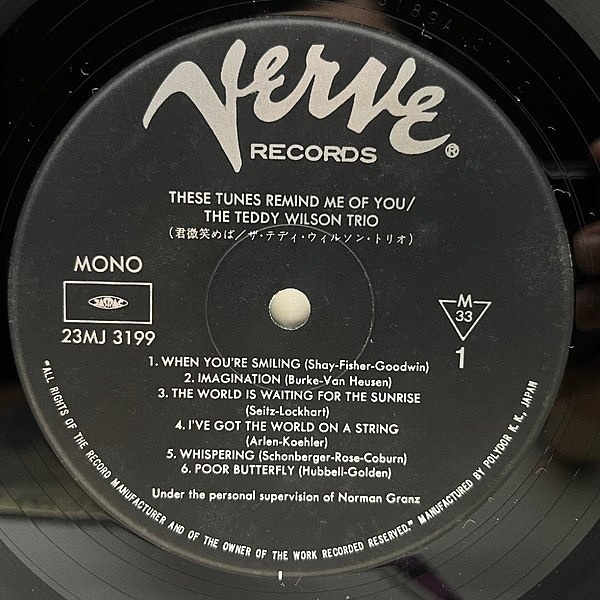 Verve
RECORDS ®
THESE TUNES REMIND ME OF YOU/
THE TEDDY WILSON TRIO
(君微笑めば/ザ・テディ・ウィルソン・トリオ)
MONO
JASRAC
23MJ 3199
M
33
1
1. WHEN YOU'RE SMILING (Shay-Fisher-Goodwin)
2. IMAGINATION (Burke-Van Heusen)
3. THE WORLD IS WAITING FOR THE SUNRISE
(Seitz-Lockhart)
4. I'VE GOT THE WORLD ON A STRING
(Arlen-Koehler)
5. WHISPERING (Schonberger-Rose-Coburn)
6. POOR BUTTERFLY (Hubbell-Golden)
Under the personal supervision of Norman Granz
"ALL RIGHTS OF THE RECORD MANUFACTURER AND OF THE OWNER OF THE WORK RECORDED RESERVED." MANUFACTURED BY POLYDOR K.K., JAPAN